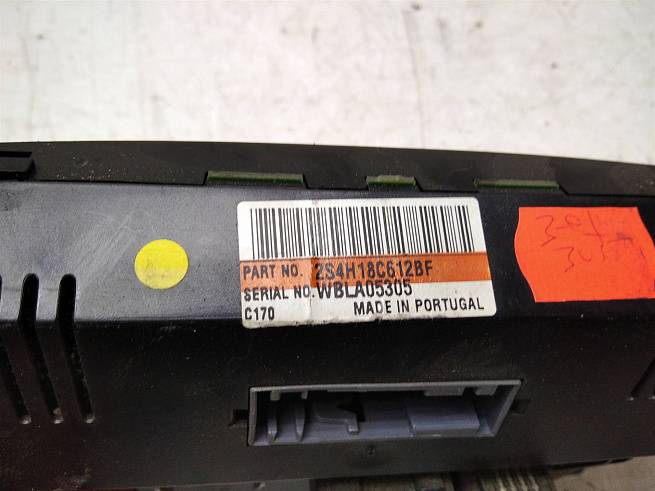 PART NO. 2S4H18C612BF
SERIAL NO. WBLA05305
C170 MADE IN PORTUGAL